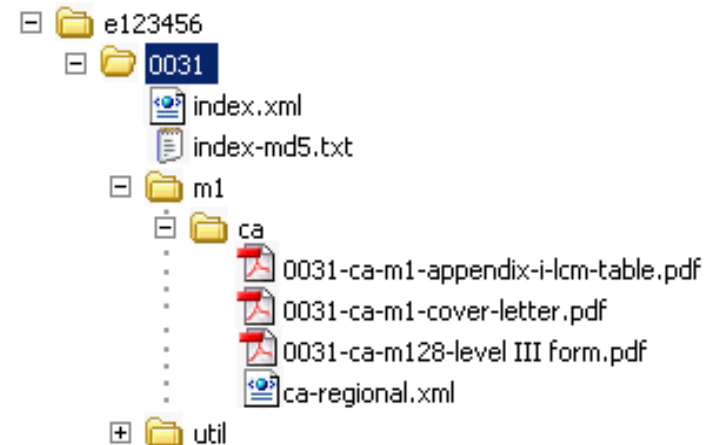 e123456
0031
index.xml
index-md5.txt
m1
ca
0031-ca-m1-appendix-i-lcm-table.pdf
0031-ca-m1-cover-letter.pdf
0031-ca-m128-level III form.pdf
ca-regional.xml
util